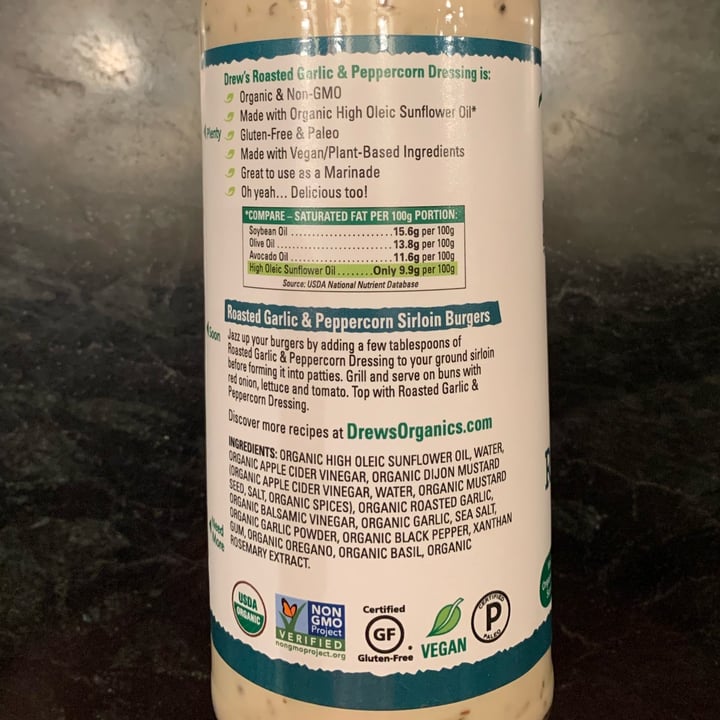 Drew's Roasted Garlic & Peppercorn Dressing is:
Organic & Non-GMO
Made with Organic High Oleic Sunflower Oil*
Gluten-Free & Paleo
Made with Vegan/Plant-Based Ingredients
Great to use as a Marinade
Oh yeah... Delicious too!
Plenty
*COMPARE – SATURATED FAT PER 100g PORTION:
Soybean Oil ........................ 15.6g per 100g
Olive Oil ........................... 13.8g per 100g
Avocado Oil ....................... 11.6g per 100g
High Oleic Sunflower Oil ........ Only 9.9g per 100g
Source: USDA National Nutrient Database
Roasted Garlic & Peppercorn Sirloin Burgers
Soon
Jazz up your burgers by adding a few tablespoons of
Roasted Garlic & Peppercorn Dressing to your ground sirloin
before forming it into patties. Grill and serve on buns with
red onion, lettuce and tomato. Top with Roasted Garlic &
Peppercorn Dressing.
Discover more recipes at DrewsOrganics.com
INGREDIENTS: ORGANIC HIGH OLEIC SUNFLOWER OIL, WATER,
ORGANIC APPLE CIDER VINEGAR, ORGANIC DIJON MUSTARD
(ORGANIC APPLE CIDER VINEGAR, WATER, ORGANIC MUSTARD
SEED, SALT, ORGANIC SPICES), ORGANIC ROASTED GARLIC,
ORGANIC BALSAMIC VINEGAR, ORGANIC GARLIC, SEA SALT,
ORGANIC GARLIC POWDER, ORGANIC BLACK PEPPER, XANTHAN
GUM, ORGANIC OREGANO, ORGANIC BASIL, ORGANIC
ROSEMARY EXTRACT.
Need
More
USDA
ORGANIC
NON
GMO
Project
VERIFIED
nongmoproject.org
Certified
GF
Gluten-Free
VEGAN
CERTIFIED
P
PALEO